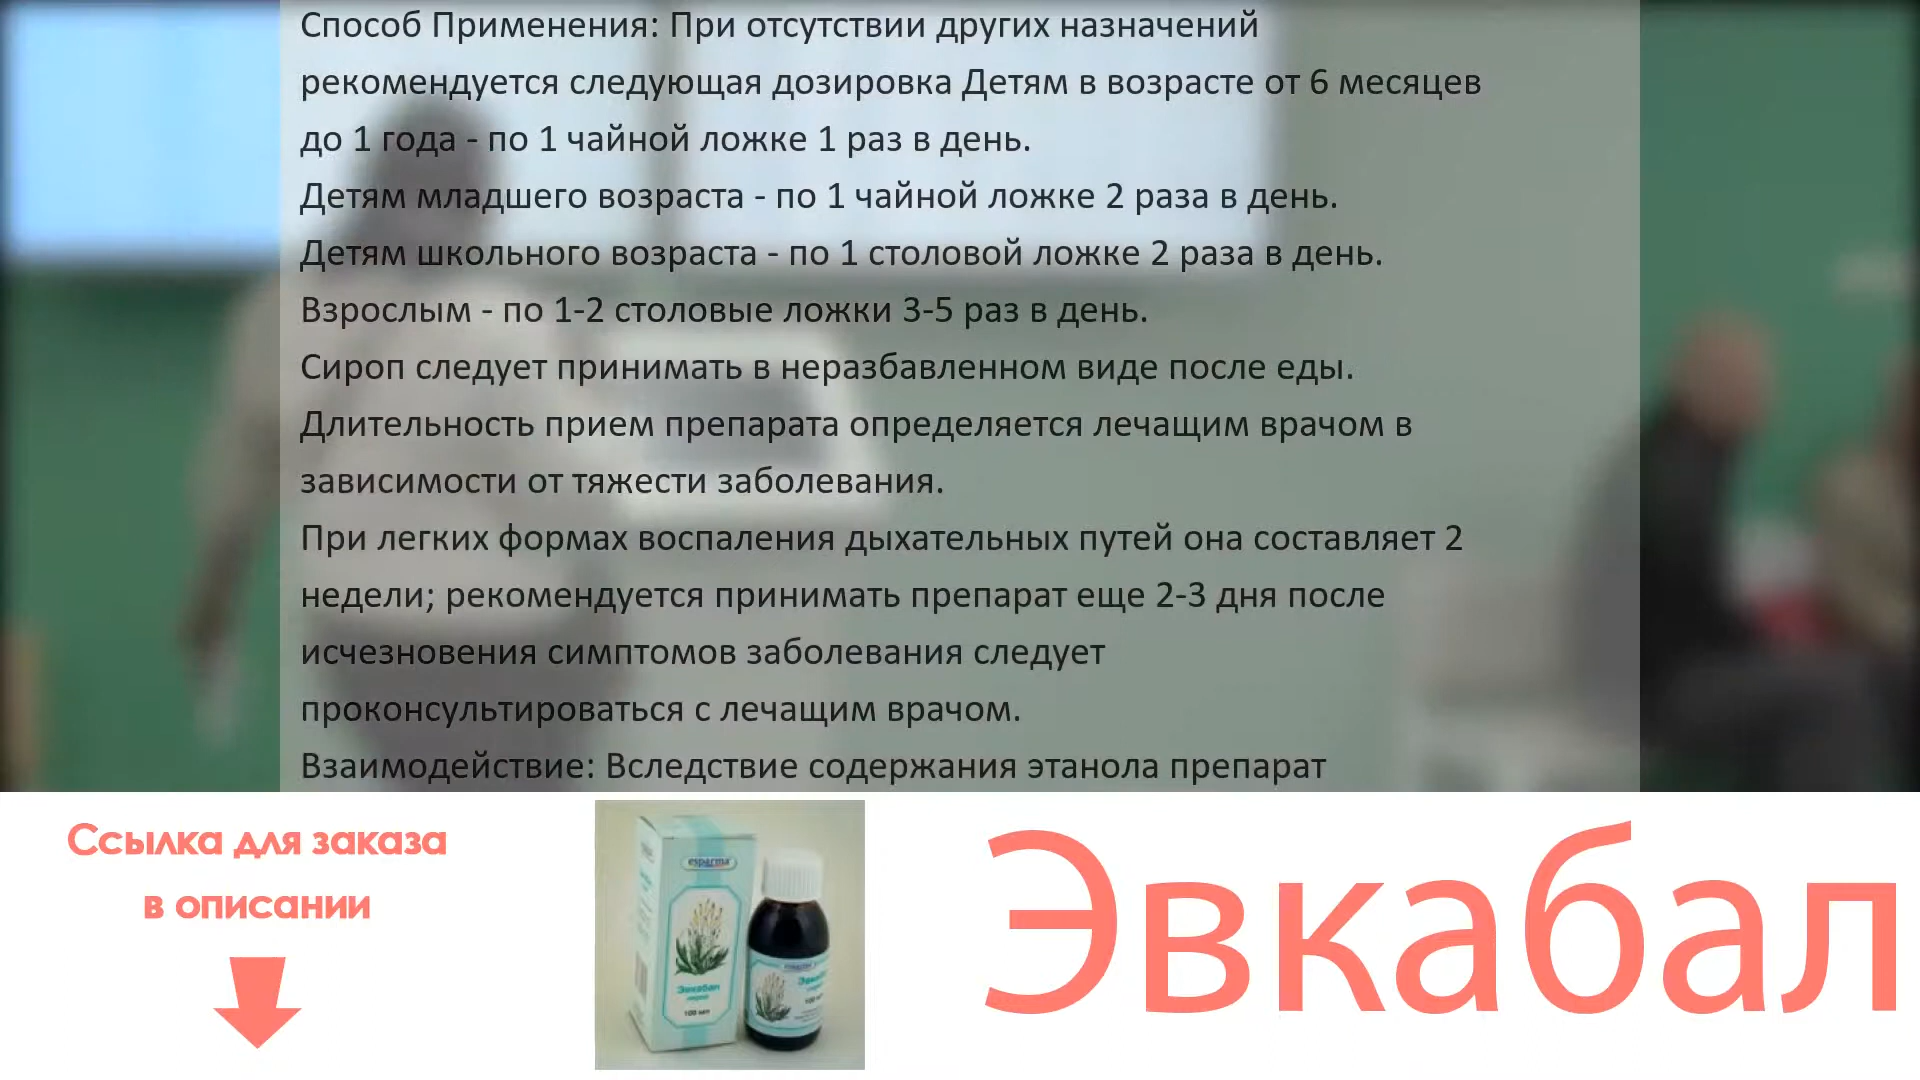 Способ Применения: При отсутствии других назначений
рекомендуется следующая дозировка Детям в возрасте от 6 месяцев
до 1 года - по 1 чайной ложке 1 раз в день.
Детям младшего возраста - по 1 чайной ложке 2 раза в день.
Детям школьного возраста - по 1 столовой ложке 2 раза в день.
Взрослым - по 1-2 столовые ложки 3-5 раз в день.
Сироп следует принимать в неразбавленном виде после еды.
Длительность прием препарата определяется лечащим врачом в
зависимости от тяжести заболевания.
При легких формах воспаления дыхательных путей она составляет 2
недели; рекомендуется принимать препарат еще 2-3 дня после
исчезновения симптомов заболевания следует
проконсультироваться с лечащим врачом.
Взаимодействие: Вследствие содержания этанола препарат
Ссылка для заказа
в описании
esparma
Эвкабал
100 мл
Эвкабал